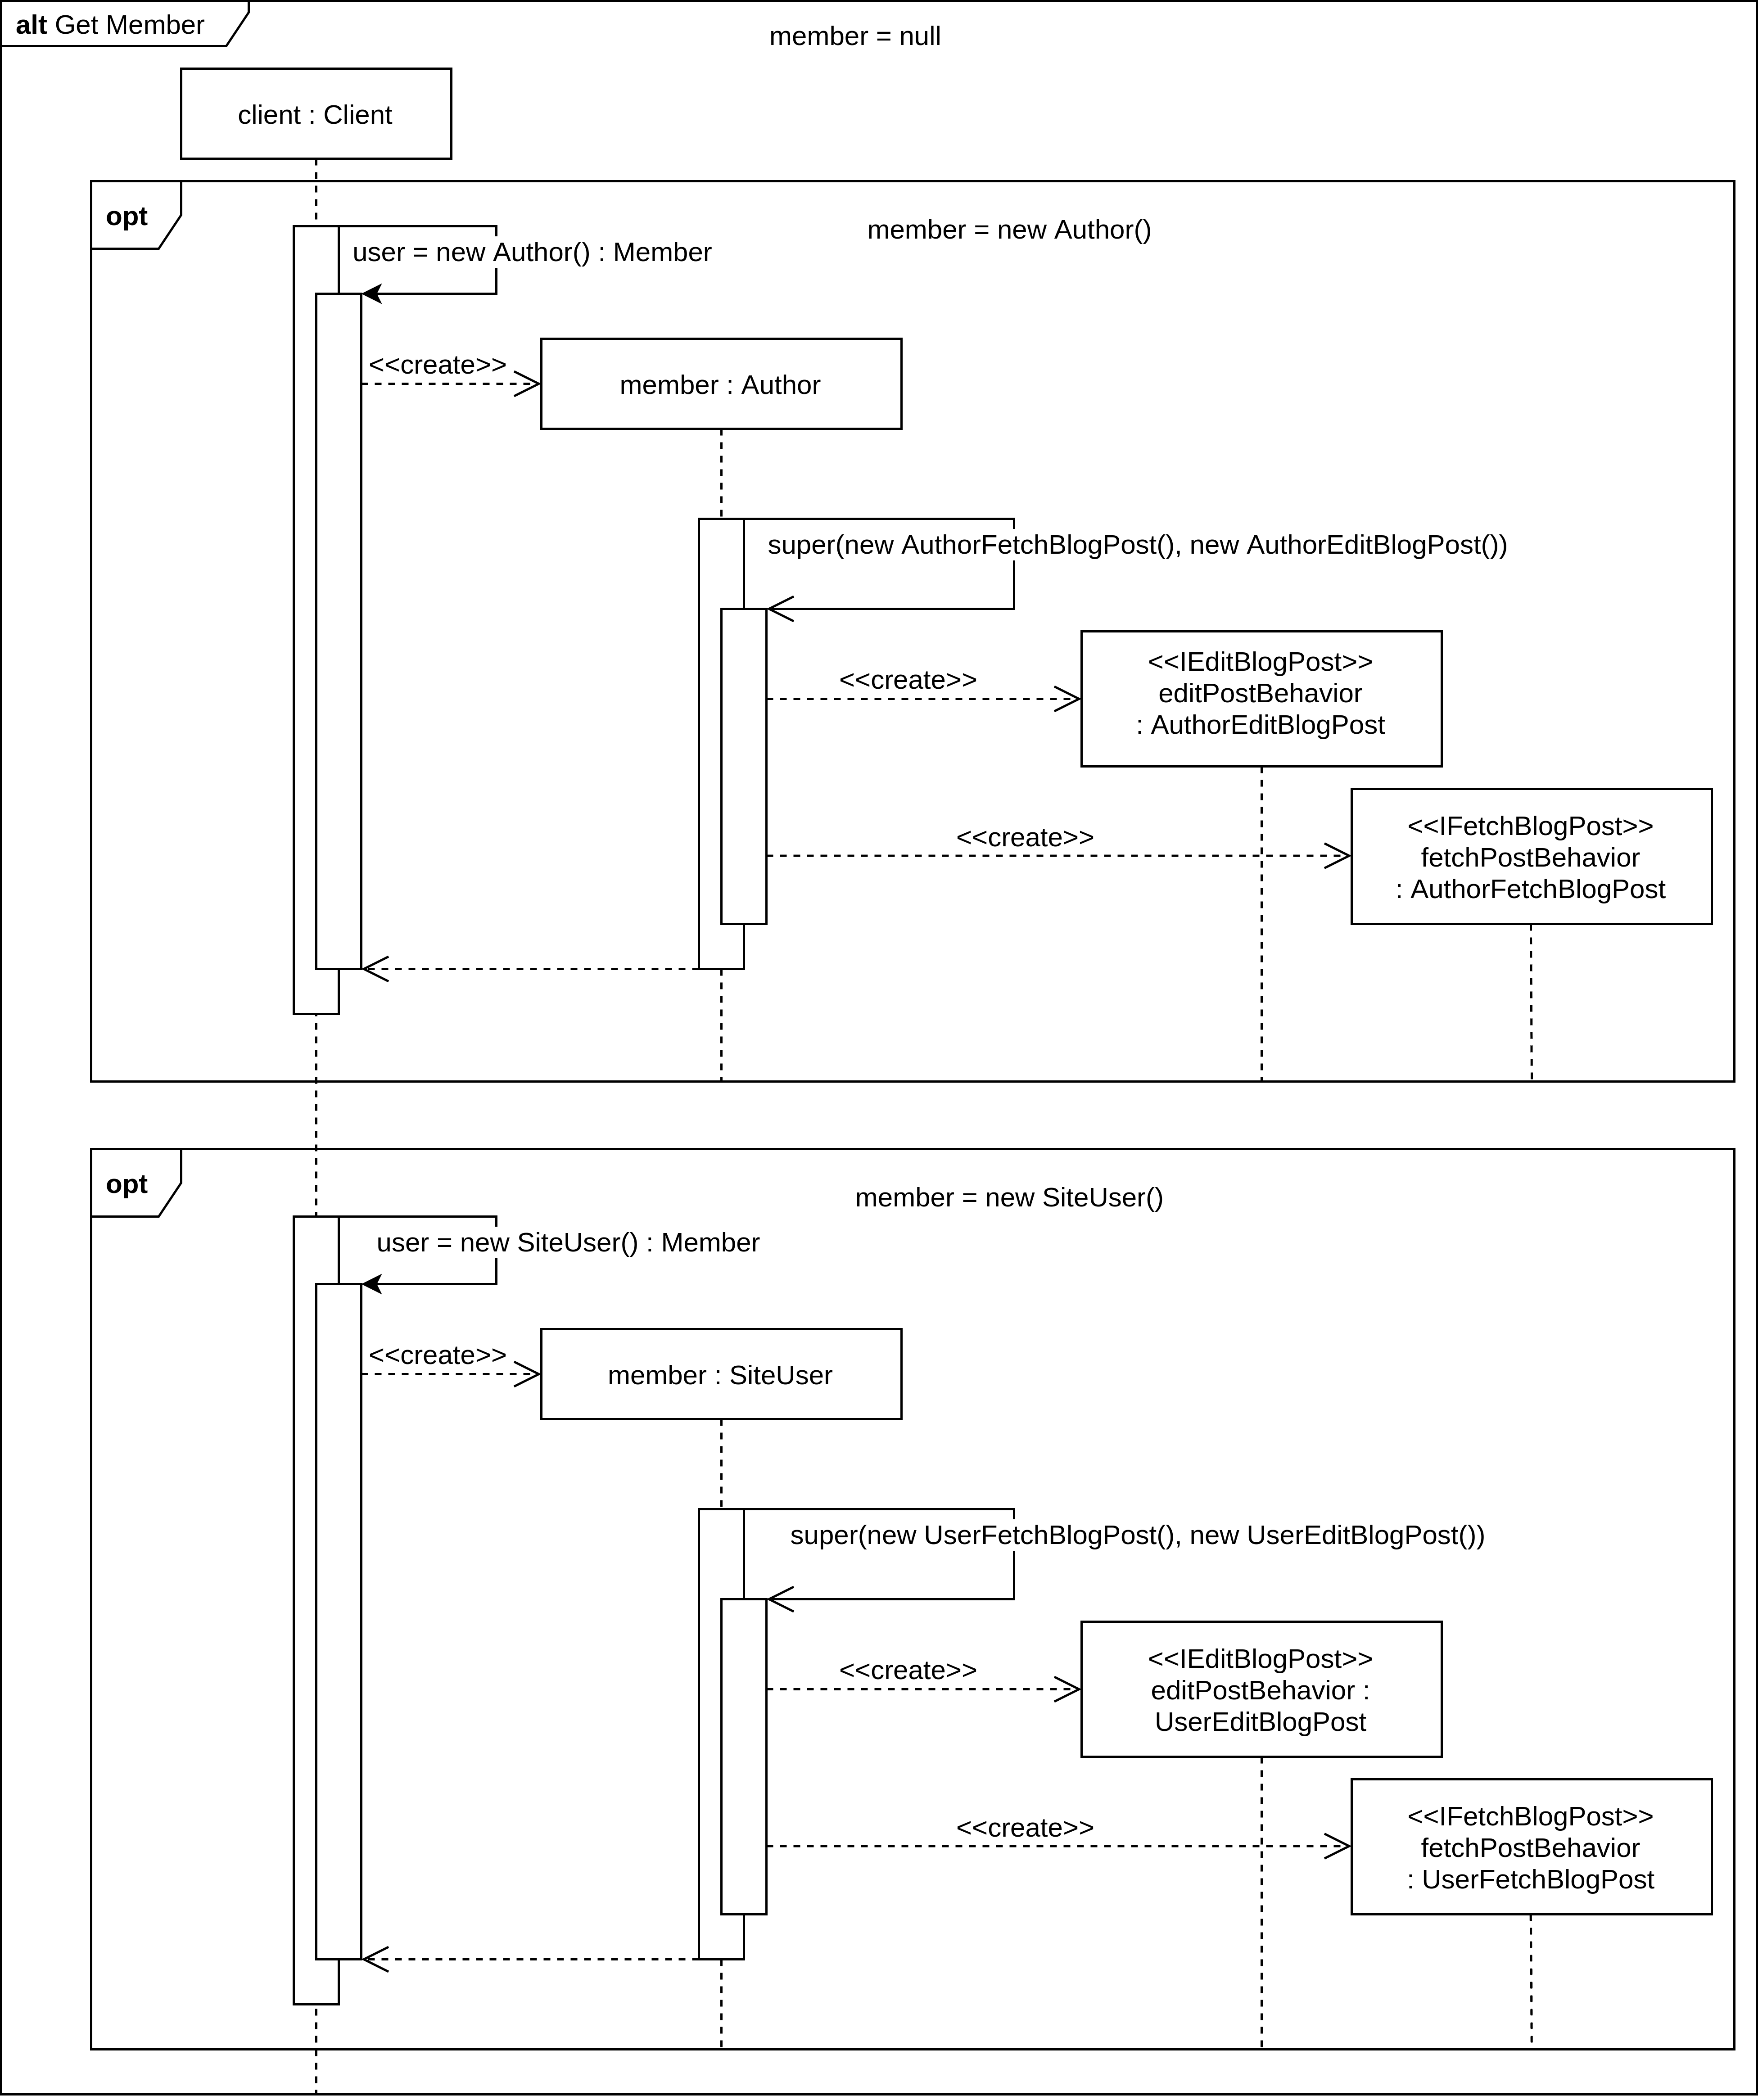 alt Get Member
member = null
client : Client
opt
member = new Author()
user = new Author() : Member
<<create>>
member : Author
super(new AuthorFetchBlogPost(), new AuthorEditBlogPost())
<<create>>
<<IEditBlogPost>>
editPostBehavior
: AuthorEditBlogPost
<<create>>
<<IFetchBlogPost>>
fetchPostBehavior
: AuthorFetchBlogPost
opt
member = new SiteUser()
user = new SiteUser() : Member
<<create>>
member : SiteUser
super(new UserFetchBlogPost(), new UserEditBlogPost())
<<create>>
<<IEditBlogPost>>
editPostBehavior :
UserEditBlogPost
<<create>>
<<IFetchBlogPost>>
fetchPostBehavior
: UserFetchBlogPost